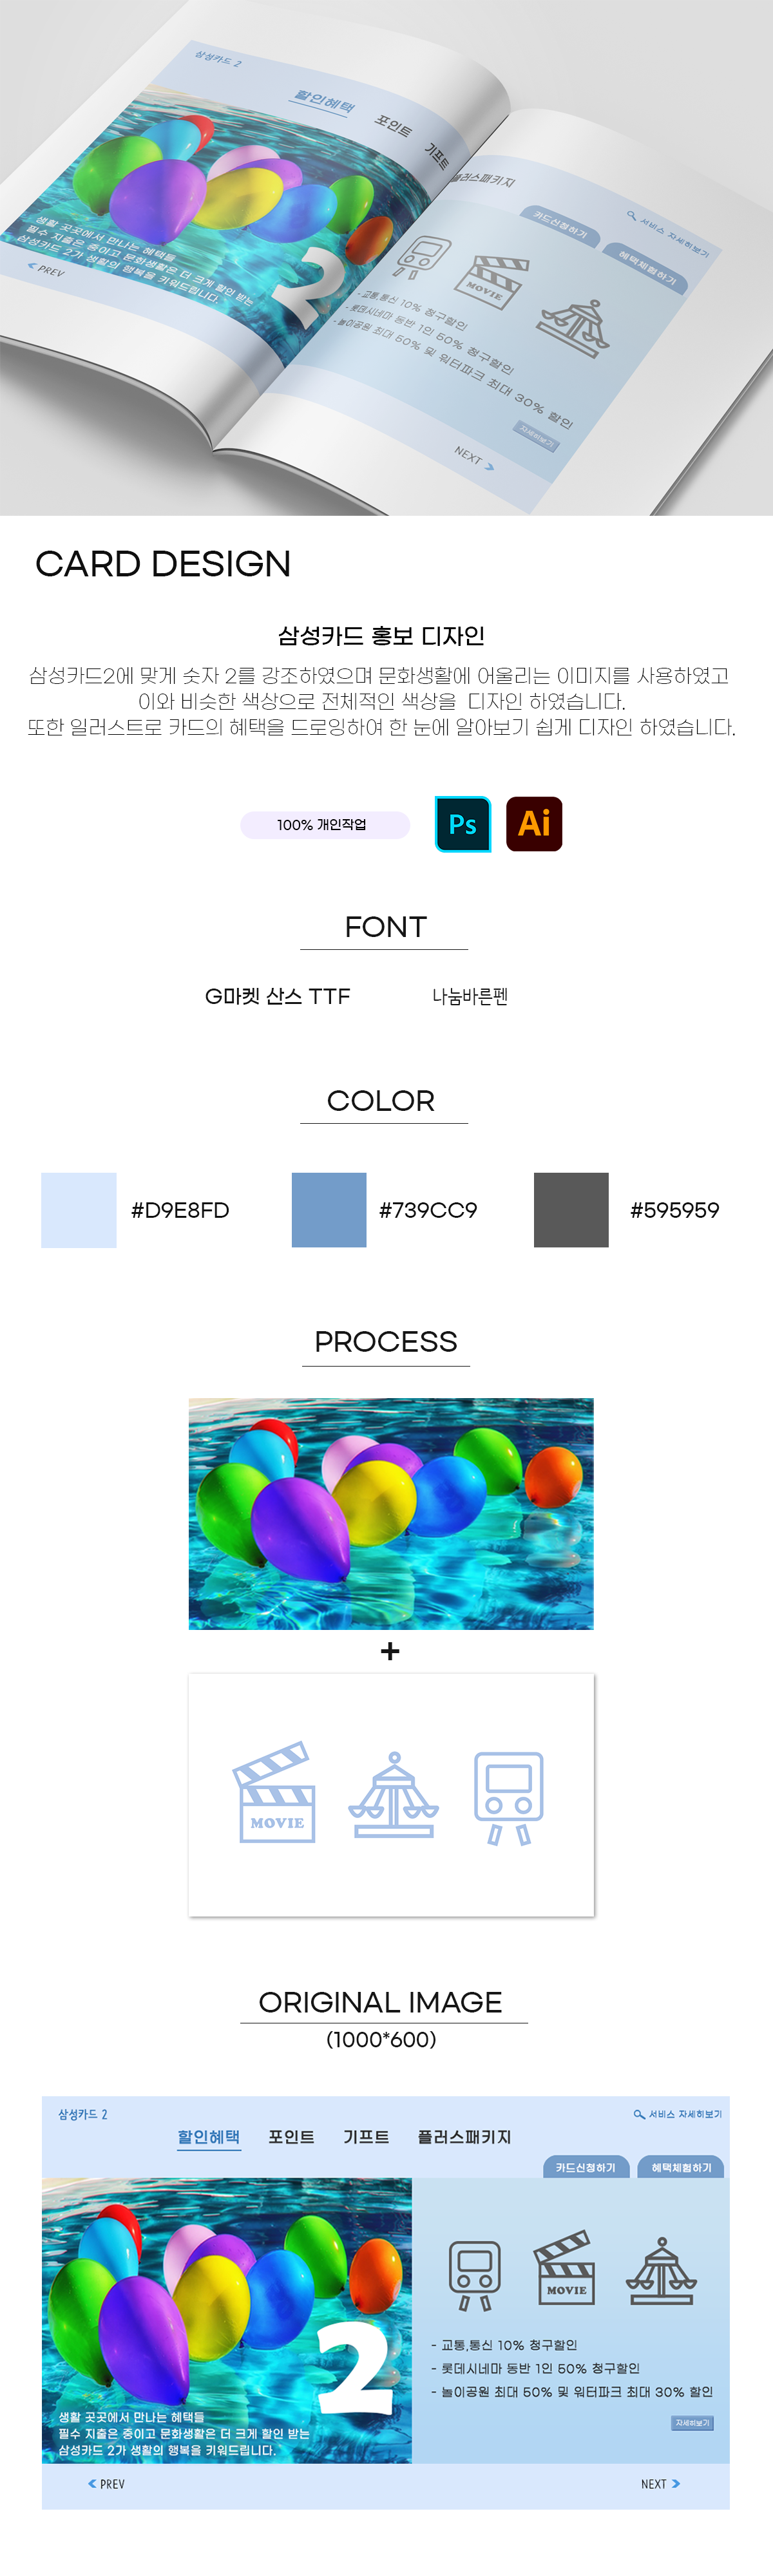 삼성카드 2
할인혜택
포인트
기프트
플러스패키지
서비스 자세히보기
카드신청하기
혜택체험하기
생활 곳곳에서 만나는 혜택들
필수 지출은 줄이고 문화생활은 더 크게 할인 받는
삼성카드 2가 생활의 행복을 키워드립니다.
2
PREV
MOVIE
- 교통,통신 10% 청구할인
- 롯데시네마 동반 1인 50% 청구할인
- 놀이공원 최대 50% 및 워터파크 최대 30% 할인
자세히보기
NEXT
CARD DESIGN
삼성카드 홍보 디자인
삼성카드2에 맞게 숫자 2를 강조하였으며 문화생활에 어울리는 이미지를 사용하였고
이와 비슷한 색상으로 전체적인 색상을 디자인 하였습니다.
또한 일러스트로 카드의 혜택을 드로잉하여 한 눈에 알아보기 쉽게 디자인 하였습니다.
100% 개인작업
Ps
Ai
FONT
G마켓 산스 TTF
나눔바른펜
COLOR
#D9E8FD
#739CC9
#595959
PROCESS
+
MOVIE
ORIGINAL IMAGE
(1000*600)
삼성카드 2
서비스 자세히보기
할인혜택 포인트 기프트 플러스패키지
카드신청하기 혜택체험하기
MOVIE
2
- 교통,통신 10% 청구할인
- 롯데시네마 동반 1인 50% 청구할인
- 놀이공원 최대 50% 및 워터파크 최대 30% 할인
자세히보기
생활 곳곳에서 만나는 혜택들
필수 지출은 줄이고 문화생활은 더 크게 할인 받는
삼성카드 2가 생활의 행복을 키워드립니다.
PREV
NEXT